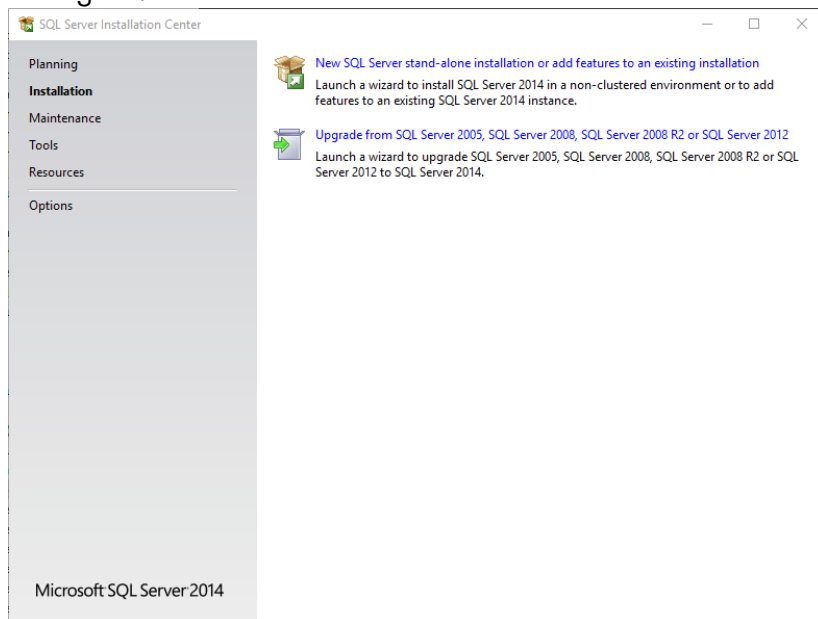 SQL Server Installation Center
Planning
Installation
Maintenance
Tools
Resources
Options
New SQL Server stand-alone installation or add features to an existing installation
Launch a wizard to install SQL Server 2014 in a non-clustered environment or to add
features to an existing SQL Server 2014 instance.
Upgrade from SQL Server 2005, SQL Server 2008, SQL Server 2008 R2 or SQL Server 2012
Launch a wizard to upgrade SQL Server 2005, SQL Server 2008, SQL Server 2008 R2 or SQL
Server 2012 to SQL Server 2014.
Microsoft SQL Server 2014